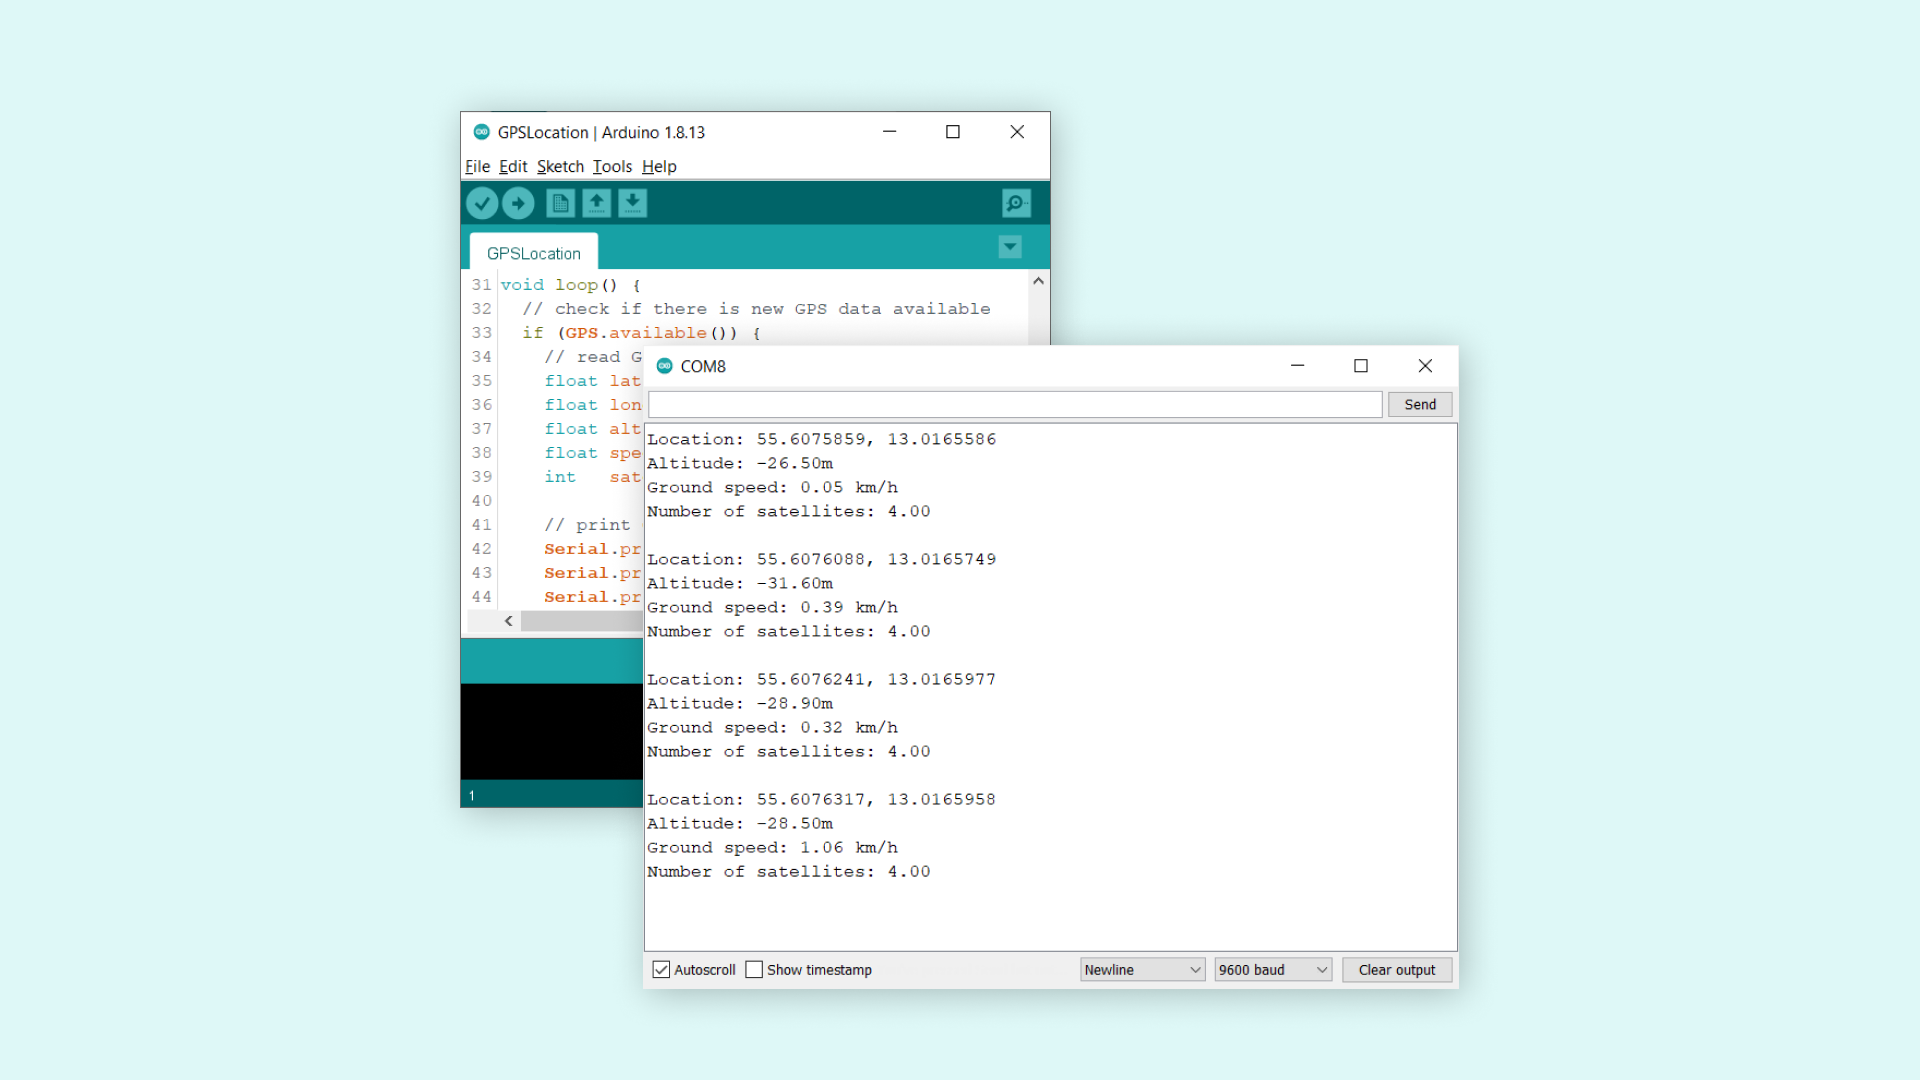 GPSLocation | Arduino 1.8.13
File Edit Sketch Tools Help
GPSLocation
31 void loop() {
32 // check if there is new GPS data available
33 if (GPS.available()) {
34 // read G
35 float lat
36 float lon
37 float alt
38 float spe
39 int sat
40
41 // print
42 Serial.pr
43 Serial.pr
44 Serial.pr
1
COM8
Send
Location: 55.6075859, 13.0165586
Altitude: -26.50m
Ground speed: 0.05 km/h
Number of satellites: 4.00
Location: 55.6076088, 13.0165749
Altitude: -31.60m
Ground speed: 0.39 km/h
Number of satellites: 4.00
Location: 55.6076241, 13.0165977
Altitude: -28.90m
Ground speed: 0.32 km/h
Number of satellites: 4.00
Location: 55.6076317, 13.0165958
Altitude: -28.50m
Ground speed: 1.06 km/h
Number of satellites: 4.00
Autoscroll Show timestamp Newline 9600 baud Clear output